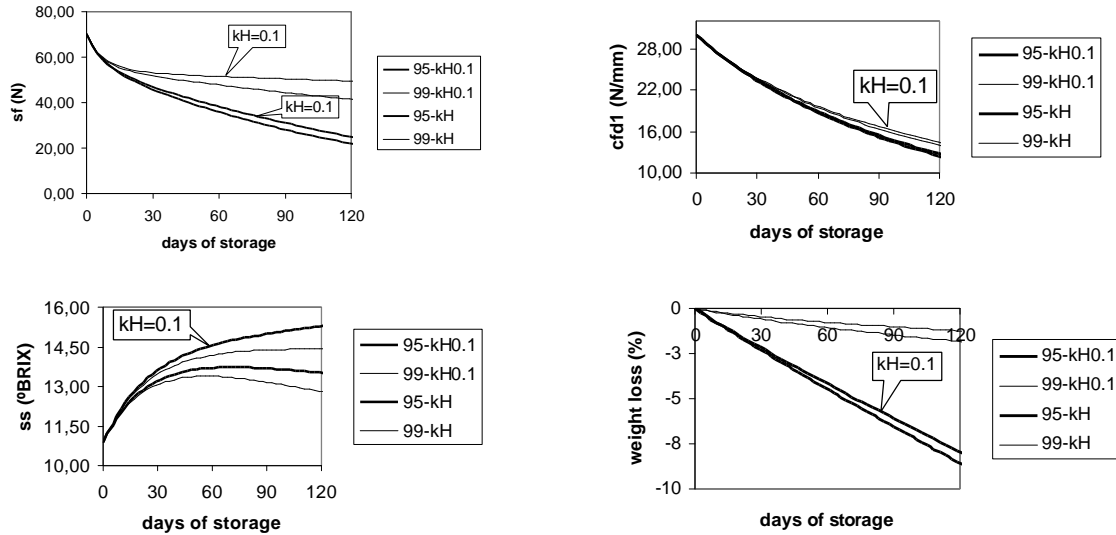 80,00
60,00
40,00
20,00
0,00
sf (N)
kH=0.1
kH=0.1
0
30
60
90
120
days of storage
95-kH0.1
99-kH0.1
95-kH
99-kH
28,00
22,00
16,00
10,00
cfd1 (N/mm)
kH=0.1
0
30
60
90
120
days of storage
95-kH0.1
99-kH0.1
95-kH
99-kH
16,00
14,50
13,00
11,50
10,00
ss (ºBRIX)
kH=0.1
0
30
60
90
120
days of storage
95-kH0.1
99-kH0.1
95-kH
99-kH
0
-3
-5
-8
-10
weight loss (%)
0
30
60
90
120
kH=0.1
days of storage
95-kH0.1
99-kH0.1
95-kH
99-kH